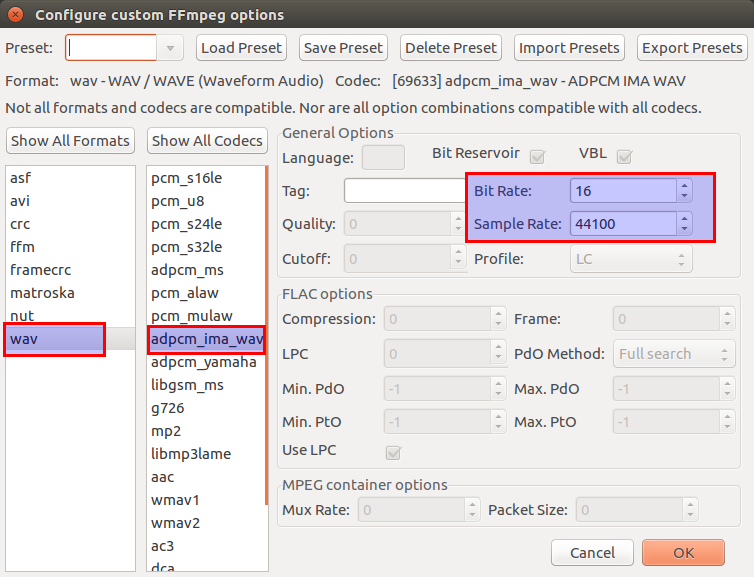 Configure custom FFmpeg options
Preset: Load Preset Save Preset Delete Preset Import Presets Export Presets
Format: wav - WAV / WAVE (Waveform Audio) Codec: [69633] adpcm_ima_wav - ADPCM IMA WAV
Not all formats and codecs are compatible. Nor are all option combinations compatible with all codecs.
Show All Formats Show All Codecs
asf
avi
crc
ffm
framecrc
matroska
nut
wav
pcm_s16le
pcm_u8
pcm_s24le
pcm_s32le
adpcm_ms
pcm_alaw
pcm_mulaw
adpcm_ima_wav
adpcm_yamaha
libgsm_ms
g726
mp2
libmp3lame
aac
wmav1
wmav2
ac3
dca
General Options
Language: Bit Reservoir VBL
Tag: Bit Rate: 16
Quality: 0 Sample Rate: 44100
Cutoff: 0 Profile: LC
FLAC options
Compression: 0 Frame: 0
LPC 0 PdO Method: Full search
Min. PdO -1 Max. PdO -1
Min. PtO -1 Max. PtO -1
Use LPC
MPEG container options
Mux Rate: 0 Packet Size: 0
Cancel OK